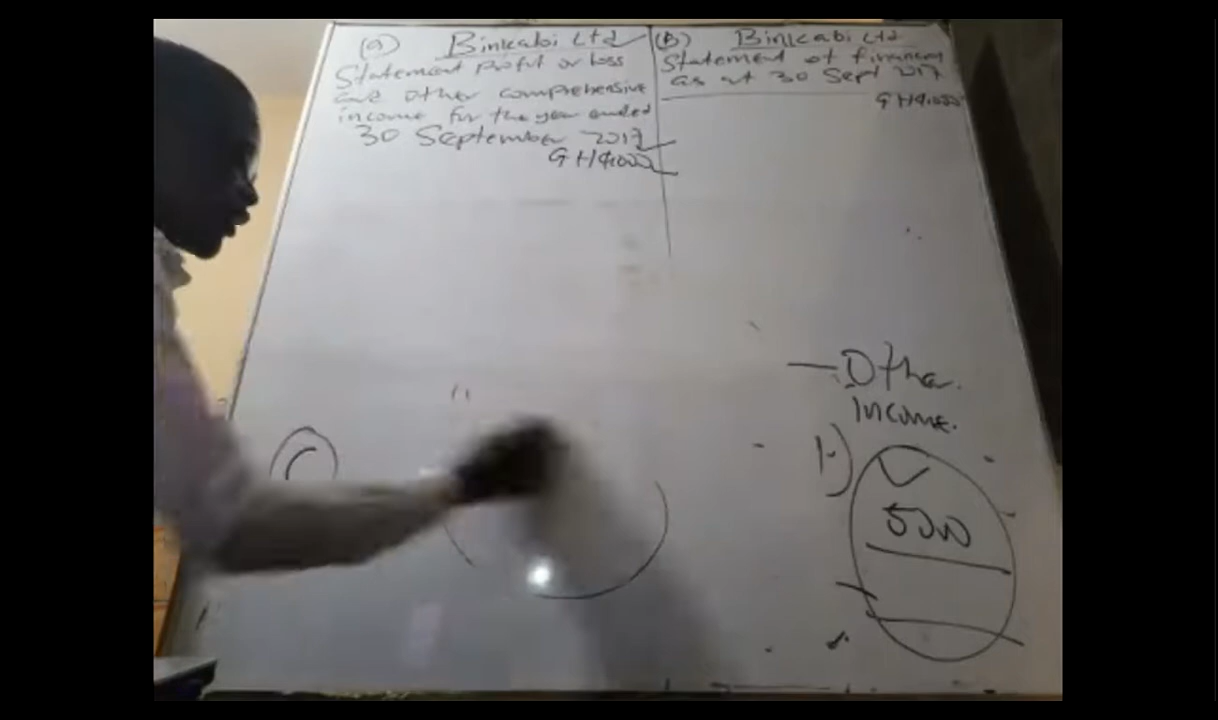 (a) Binkabi Ltd
Statement Profit or loss
and other comprehensive
income for the year ended
30 September 2017
GH¢000
(B) Binkabi Ltd
Statement of financial
as at 30 Sept 2017
GH¢000
— Other
Income.
1.)
5200